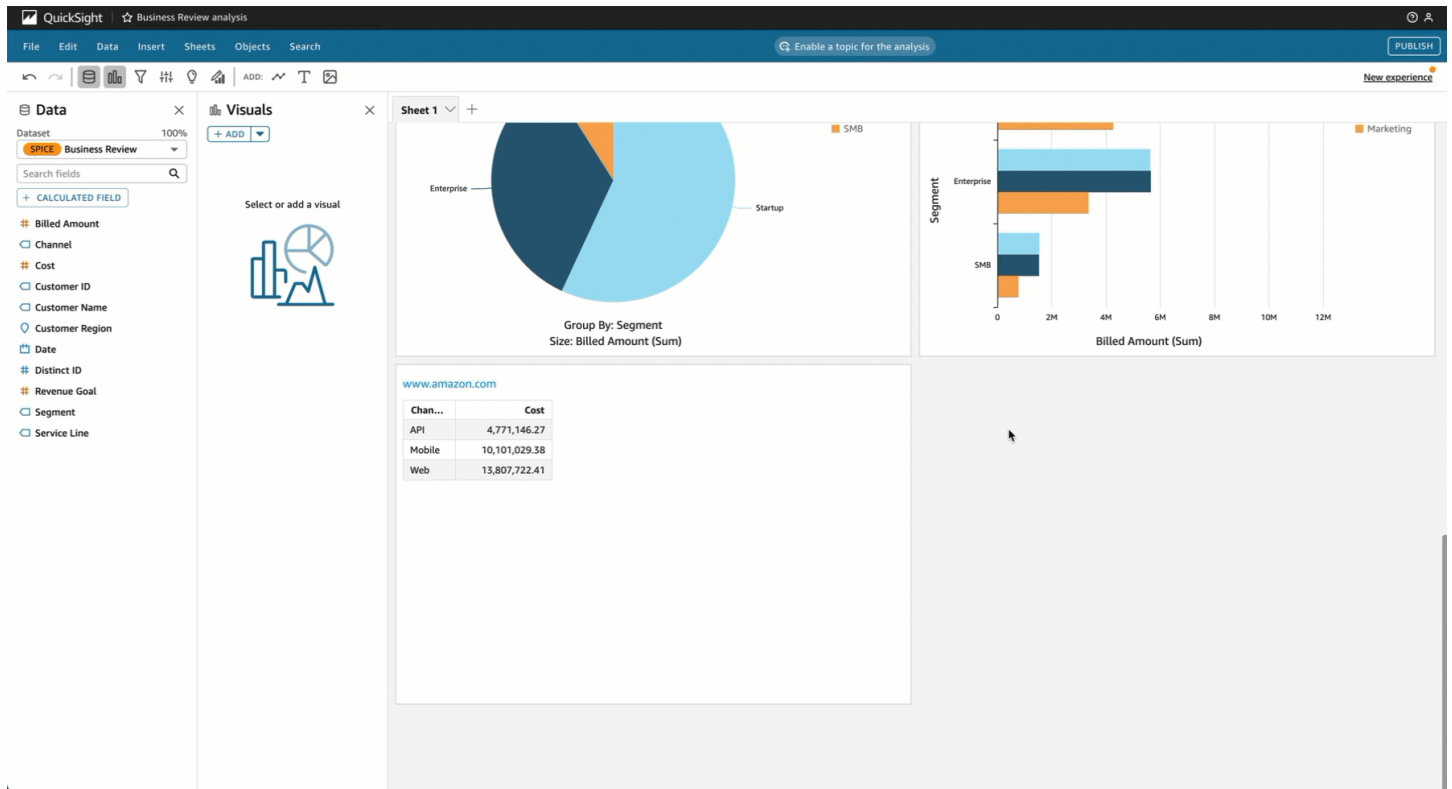 QuickSight Business Review analysis
File Edit Data Insert Sheets Objects Search Enable a topic for the analysis PUBLISH
ADD: New experience
Data
Dataset 100%
SPICE Business Review
Search fields
+ CALCULATED FIELD
Billed Amount
Channel
Cost
Customer ID
Customer Name
Customer Region
Date
Distinct ID
Revenue Goal
Segment
Service Line
Visuals
+ ADD
Select or add a visual
Sheet 1
SMB
Enterprise
Startup
Group By: Segment
Size: Billed Amount (Sum)
Marketing
Segment
Enterprise
SMB
0 2M 4M 6M 8M 10M 12M
Billed Amount (Sum)
www.amazon.com
Chan... Cost
API 4,771,146.27
Mobile 10,101,029.38
Web 13,807,722.41